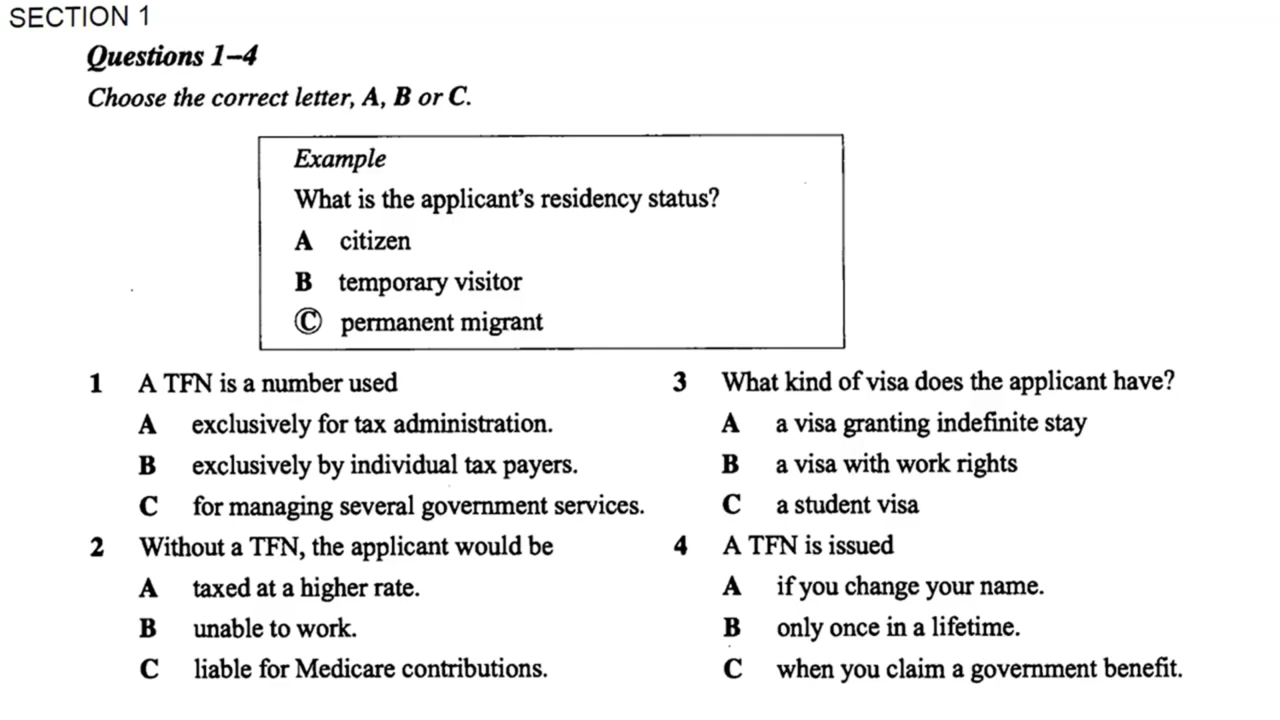 SECTION 1
Questions 1–4
Choose the correct letter, A, B or C.
Example
What is the applicant's residency status?
A citizen
B temporary visitor
C permanent migrant
1 A TFN is a number used
A exclusively for tax administration.
B exclusively by individual tax payers.
C for managing several government services.
2 Without a TFN, the applicant would be
A taxed at a higher rate.
B unable to work.
C liable for Medicare contributions.
3 What kind of visa does the applicant have?
A a visa granting indefinite stay
B a visa with work rights
C a student visa
4 A TFN is issued
A if you change your name.
B only once in a lifetime.
C when you claim a government benefit.